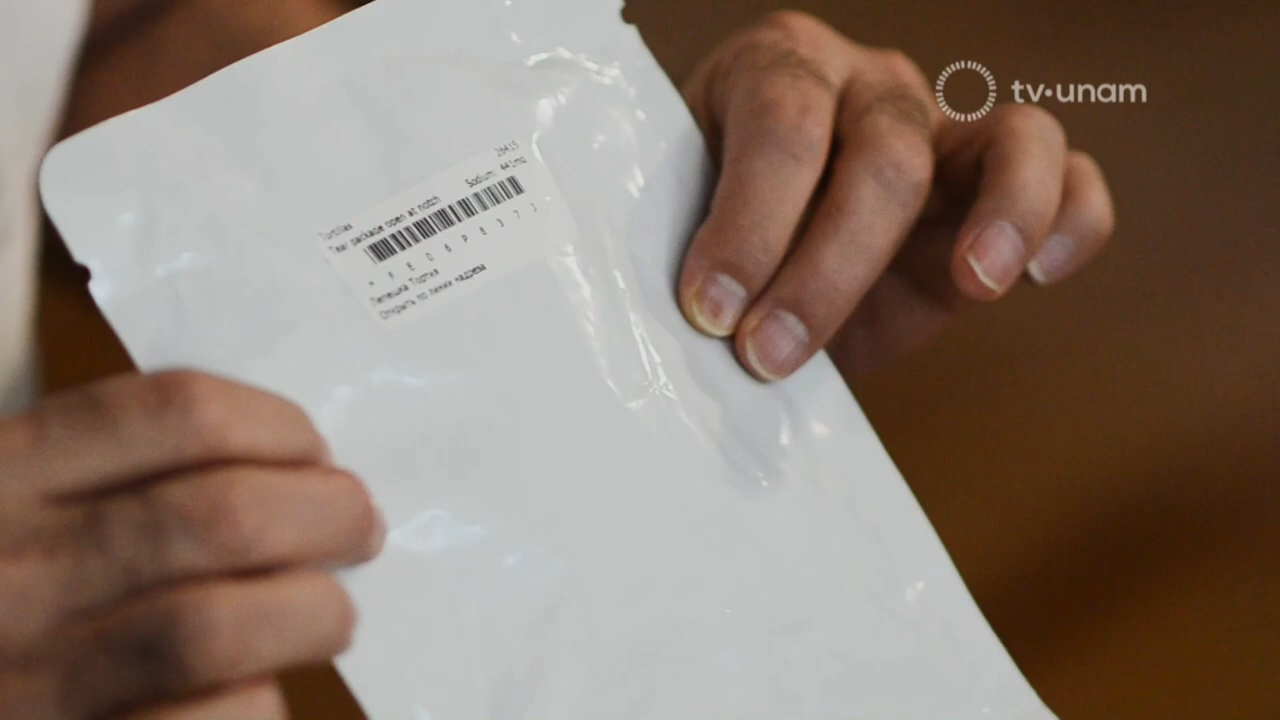 tv·unam
26415
Tortillas
Sodium: 441mg
Tear package open at notch
* P E 0 6 P 8 3 7 J
Лепешка Тортия
Открыть по линии надреза